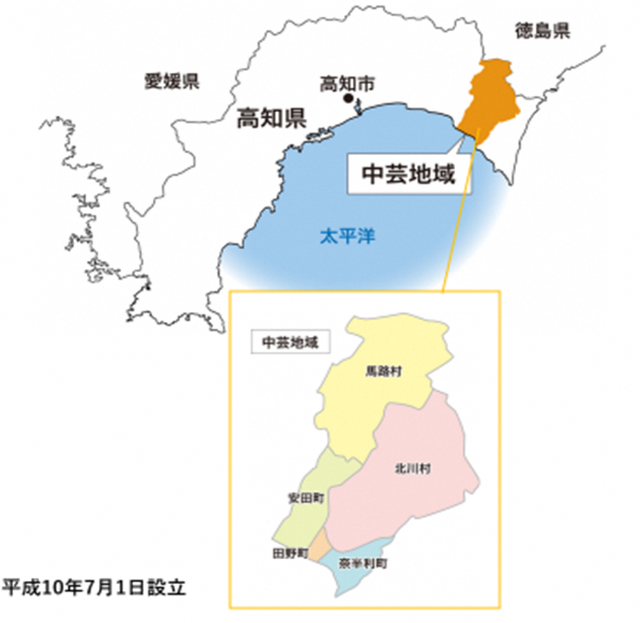 徳島県
愛媛県
高知市
高知県
中芸地域
太平洋
中芸地域
馬路村
北川村
安田町
田野町
奈半利町
平成10年7月1日設立